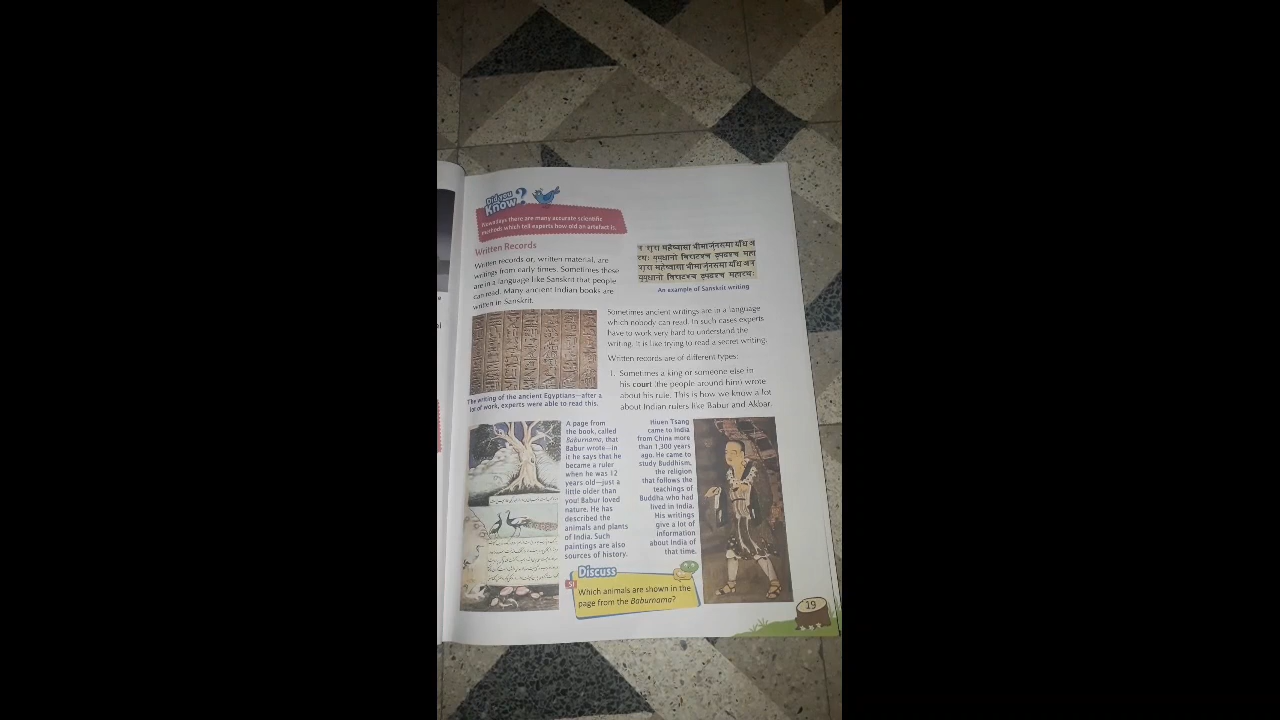 Did you
Know?
Nowadays there are many accurate scientific
methods which tell experts how old an artefact is.
Written Records
Written records or, written material, are
writings from early times. Sometimes these
are in a language like Sanskrit that people
can read. Many ancient Indian books are
written in Sanskrit.
शूरा महेष्वासा भीमार्जुनसमा
युयुधानो विराटश्च द्रुपदश्च महा
शूरा महेष्वासा भीमार्जुनसमा
युयुधानो विराटश्च द्रुपदश्च महारथः
An example of Sanskrit writing
The writing of the ancient Egyptians—after a
lot of work, experts were able to read this.
Sometimes ancient writings are in a language
which nobody can read. In such cases experts
have to work very hard to understand the
writing. It is like trying to read a secret writing.
Written records are of different types:
1. Sometimes a king or someone else in
his court (the people around him) wrote
about his rule. This is how we know a lot
about Indian rulers like Babur and Akbar.
A page from
the book, called
Baburnama, that
Babur wrote—in
it he says that he
became a ruler
when he was 12
years old—just a
little older than
you! Babur loved
nature. He has
described the
animals and plants
of India. Such
paintings are also
sources of history.
Hiuen Tsang
came to India
from China more
than 1,300 years
ago. He came to
study Buddhism,
the religion
that follows the
teachings of
Buddha who had
lived in India.
His writings
give a lot of
information
about India of
that time.
Discuss
Which animals are shown in the
page from the Baburnama?
19